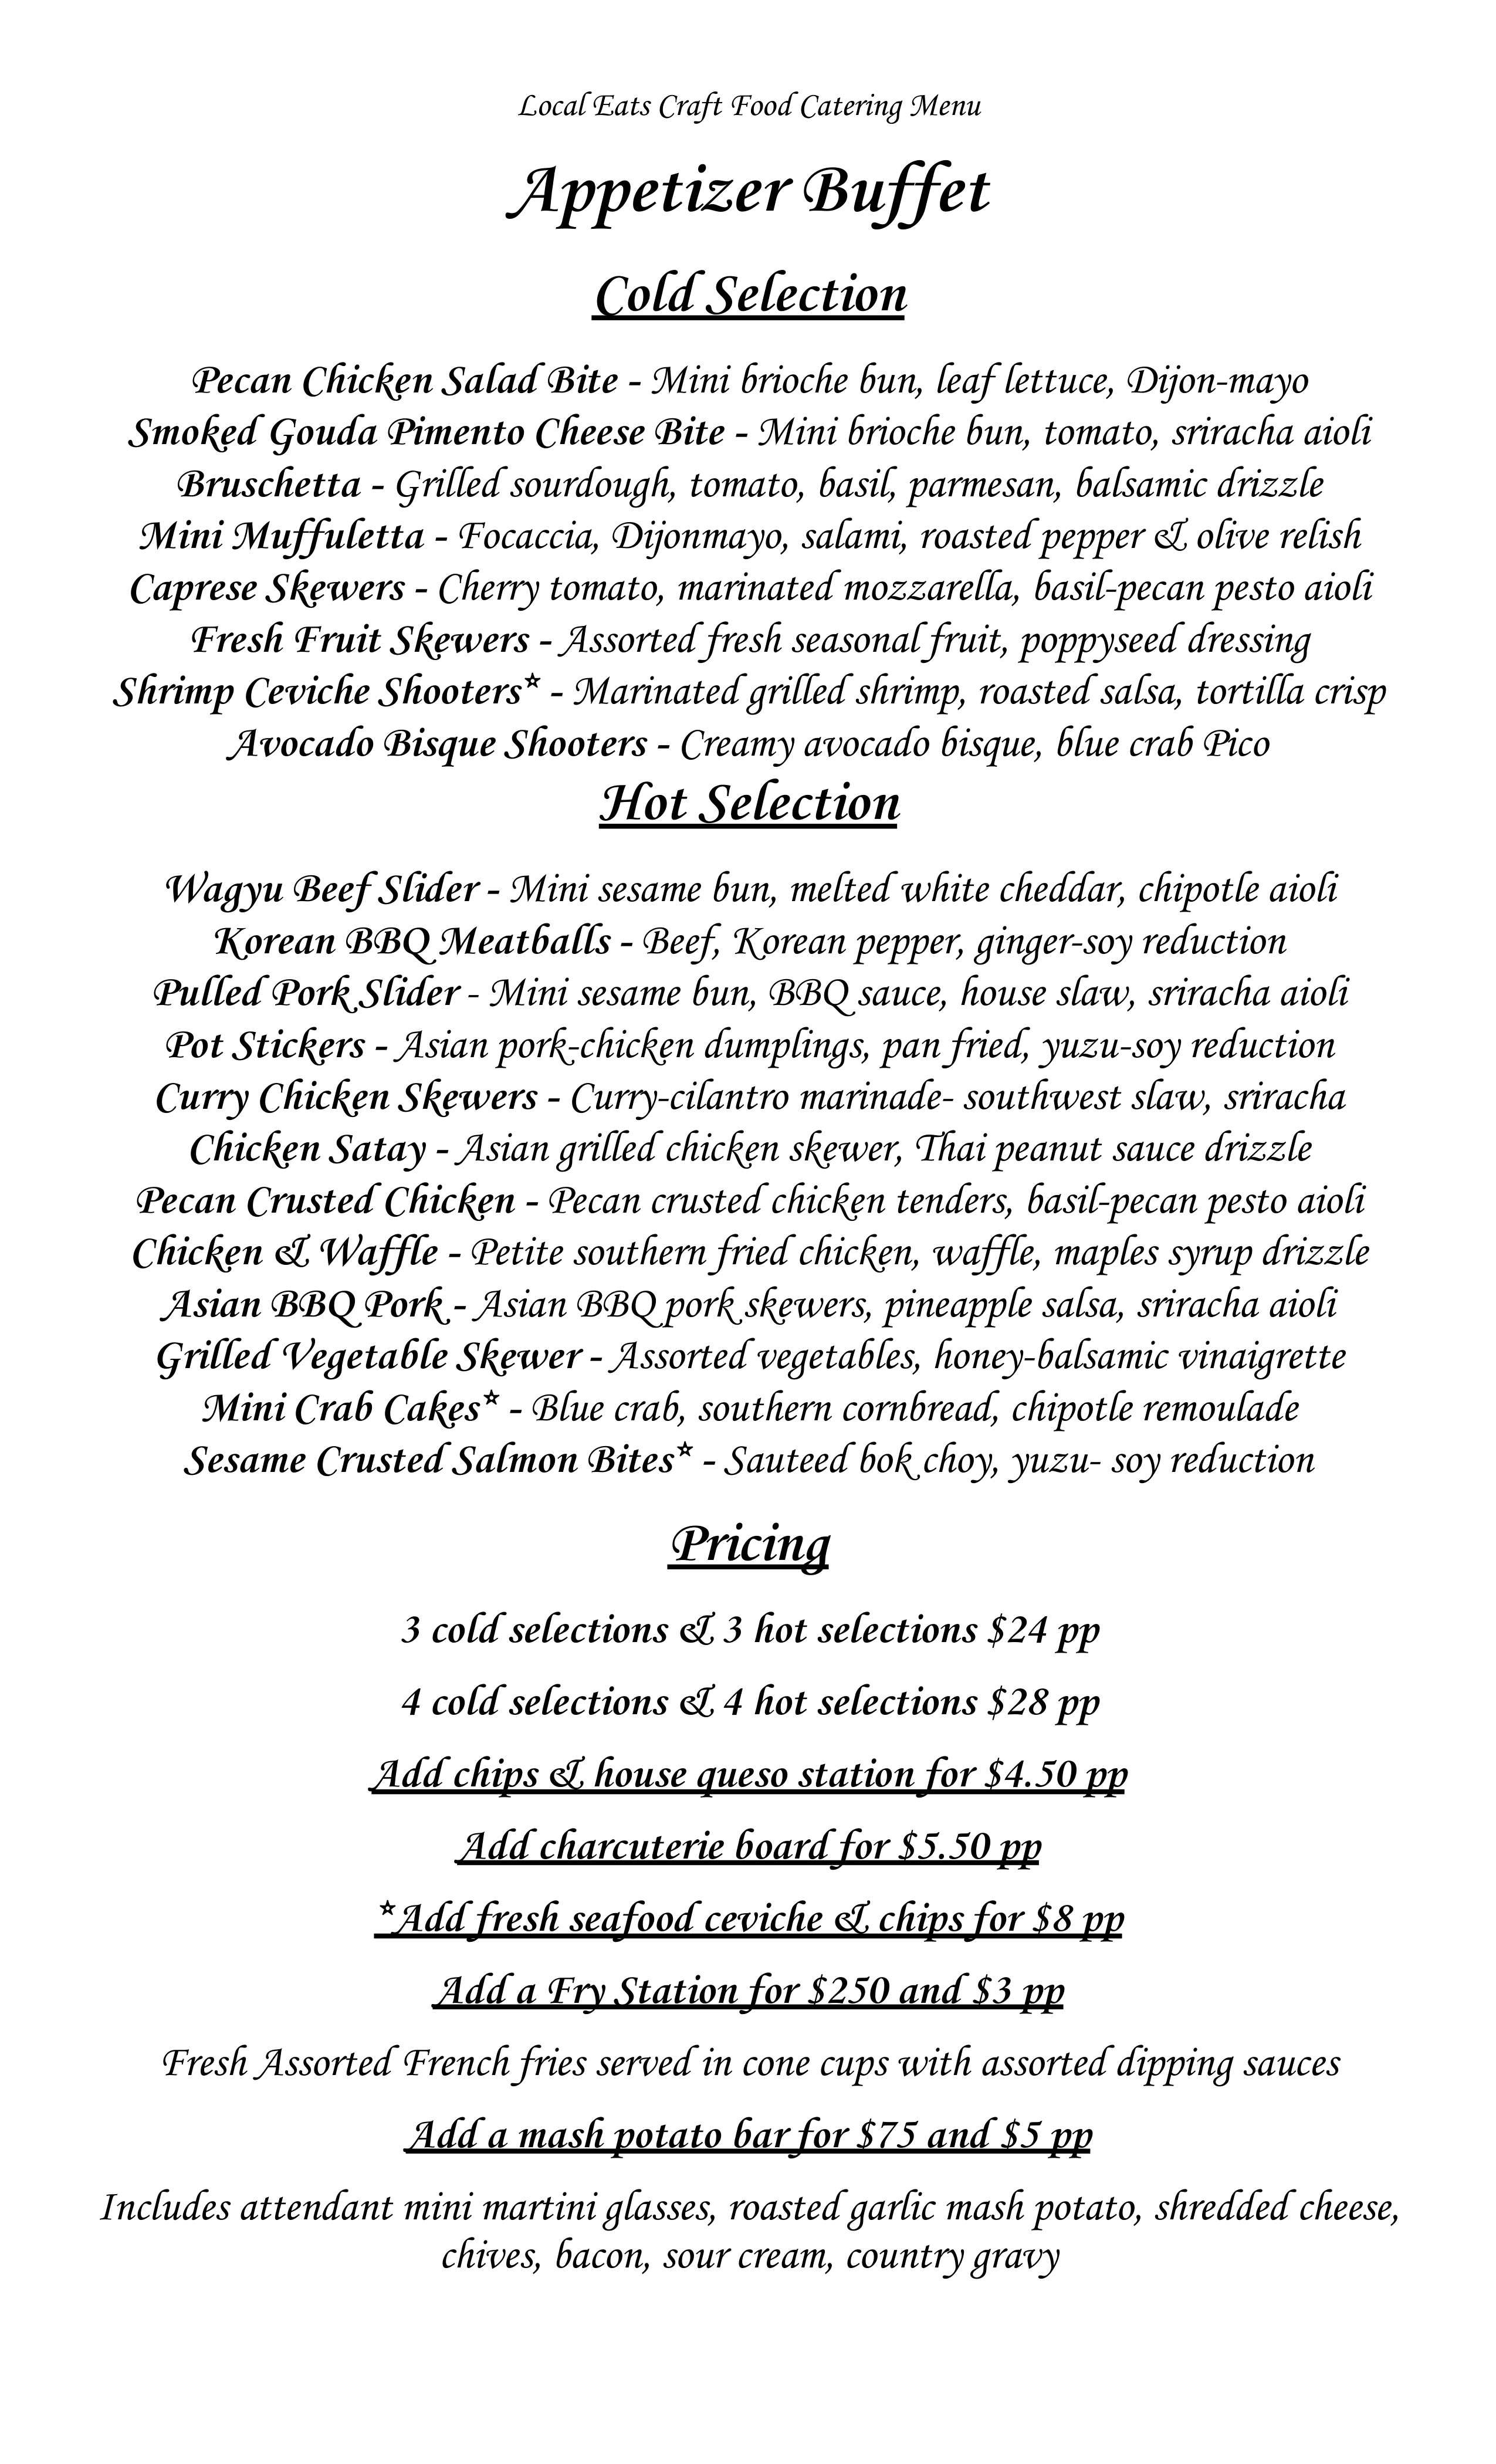 Local Eats Craft Food Catering Menu
Appetizer Buffet
Cold Selection
Pecan Chicken Salad Bite - Mini brioche bun, leaf lettuce, Dijon-mayo
Smoked Gouda Pimento Cheese Bite - Mini brioche bun, tomato, sriracha aioli
Bruschetta - Grilled sourdough, tomato, basil, parmesan, balsamic drizzle
Mini Muffuletta - Focaccia, Dijonmayo, salami, roasted pepper & olive relish
Caprese Skewers - Cherry tomato, marinated mozzarella, basil-pecan pesto aioli
Fresh Fruit Skewers - Assorted fresh seasonal fruit, poppyseed dressing
Shrimp Ceviche Shooters* - Marinated grilled shrimp, roasted salsa, tortilla crisp
Avocado Bisque Shooters - Creamy avocado bisque, blue crab Pico
Hot Selection
Wagyu Beef Slider - Mini sesame bun, melted white cheddar, chipotle aioli
Korean BBQ Meatballs - Beef, Korean pepper, ginger-soy reduction
Pulled Pork Slider - Mini sesame bun, BBQ sauce, house slaw, sriracha aioli
Pot Stickers - Asian pork-chicken dumplings, pan fried, yuzu-soy reduction
Curry Chicken Skewers - Curry-cilantro marinade- southwest slaw, sriracha
Chicken Satay - Asian grilled chicken skewer, Thai peanut sauce drizzle
Pecan Crusted Chicken - Pecan crusted chicken tenders, basil-pecan pesto aioli
Chicken & Waffle - Petite southern fried chicken, waffle, maples syrup drizzle
Asian BBQ Pork - Asian BBQ pork skewers, pineapple salsa, sriracha aioli
Grilled Vegetable Skewer - Assorted vegetables, honey-balsamic vinaigrette
Mini Crab Cakes* - Blue crab, southern cornbread, chipotle remoulade
Sesame Crusted Salmon Bites* - Sauteed bok choy, yuzu- soy reduction
Pricing
3 cold selections & 3 hot selections $24 pp
4 cold selections & 4 hot selections $28 pp
Add chips & house queso station for $4.50 pp
Add charcuterie board for $5.50 pp
*Add fresh seafood ceviche & chips for $8 pp
Add a Fry Station for $250 and $3 pp
Fresh Assorted French fries served in cone cups with assorted dipping sauces
Add a mash potato bar for $75 and $5 pp
Includes attendant mini martini glasses, roasted garlic mash potato, shredded cheese,
chives, bacon, sour cream, country gravy